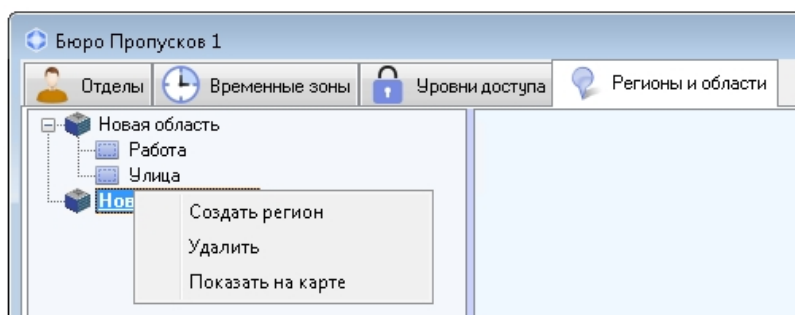 Бюро Пропусков 1
Отделы Временные зоны Уровни доступа Регионы и области
Новая область
Работа
Улица
Создать регион
Удалить
Показать на карте